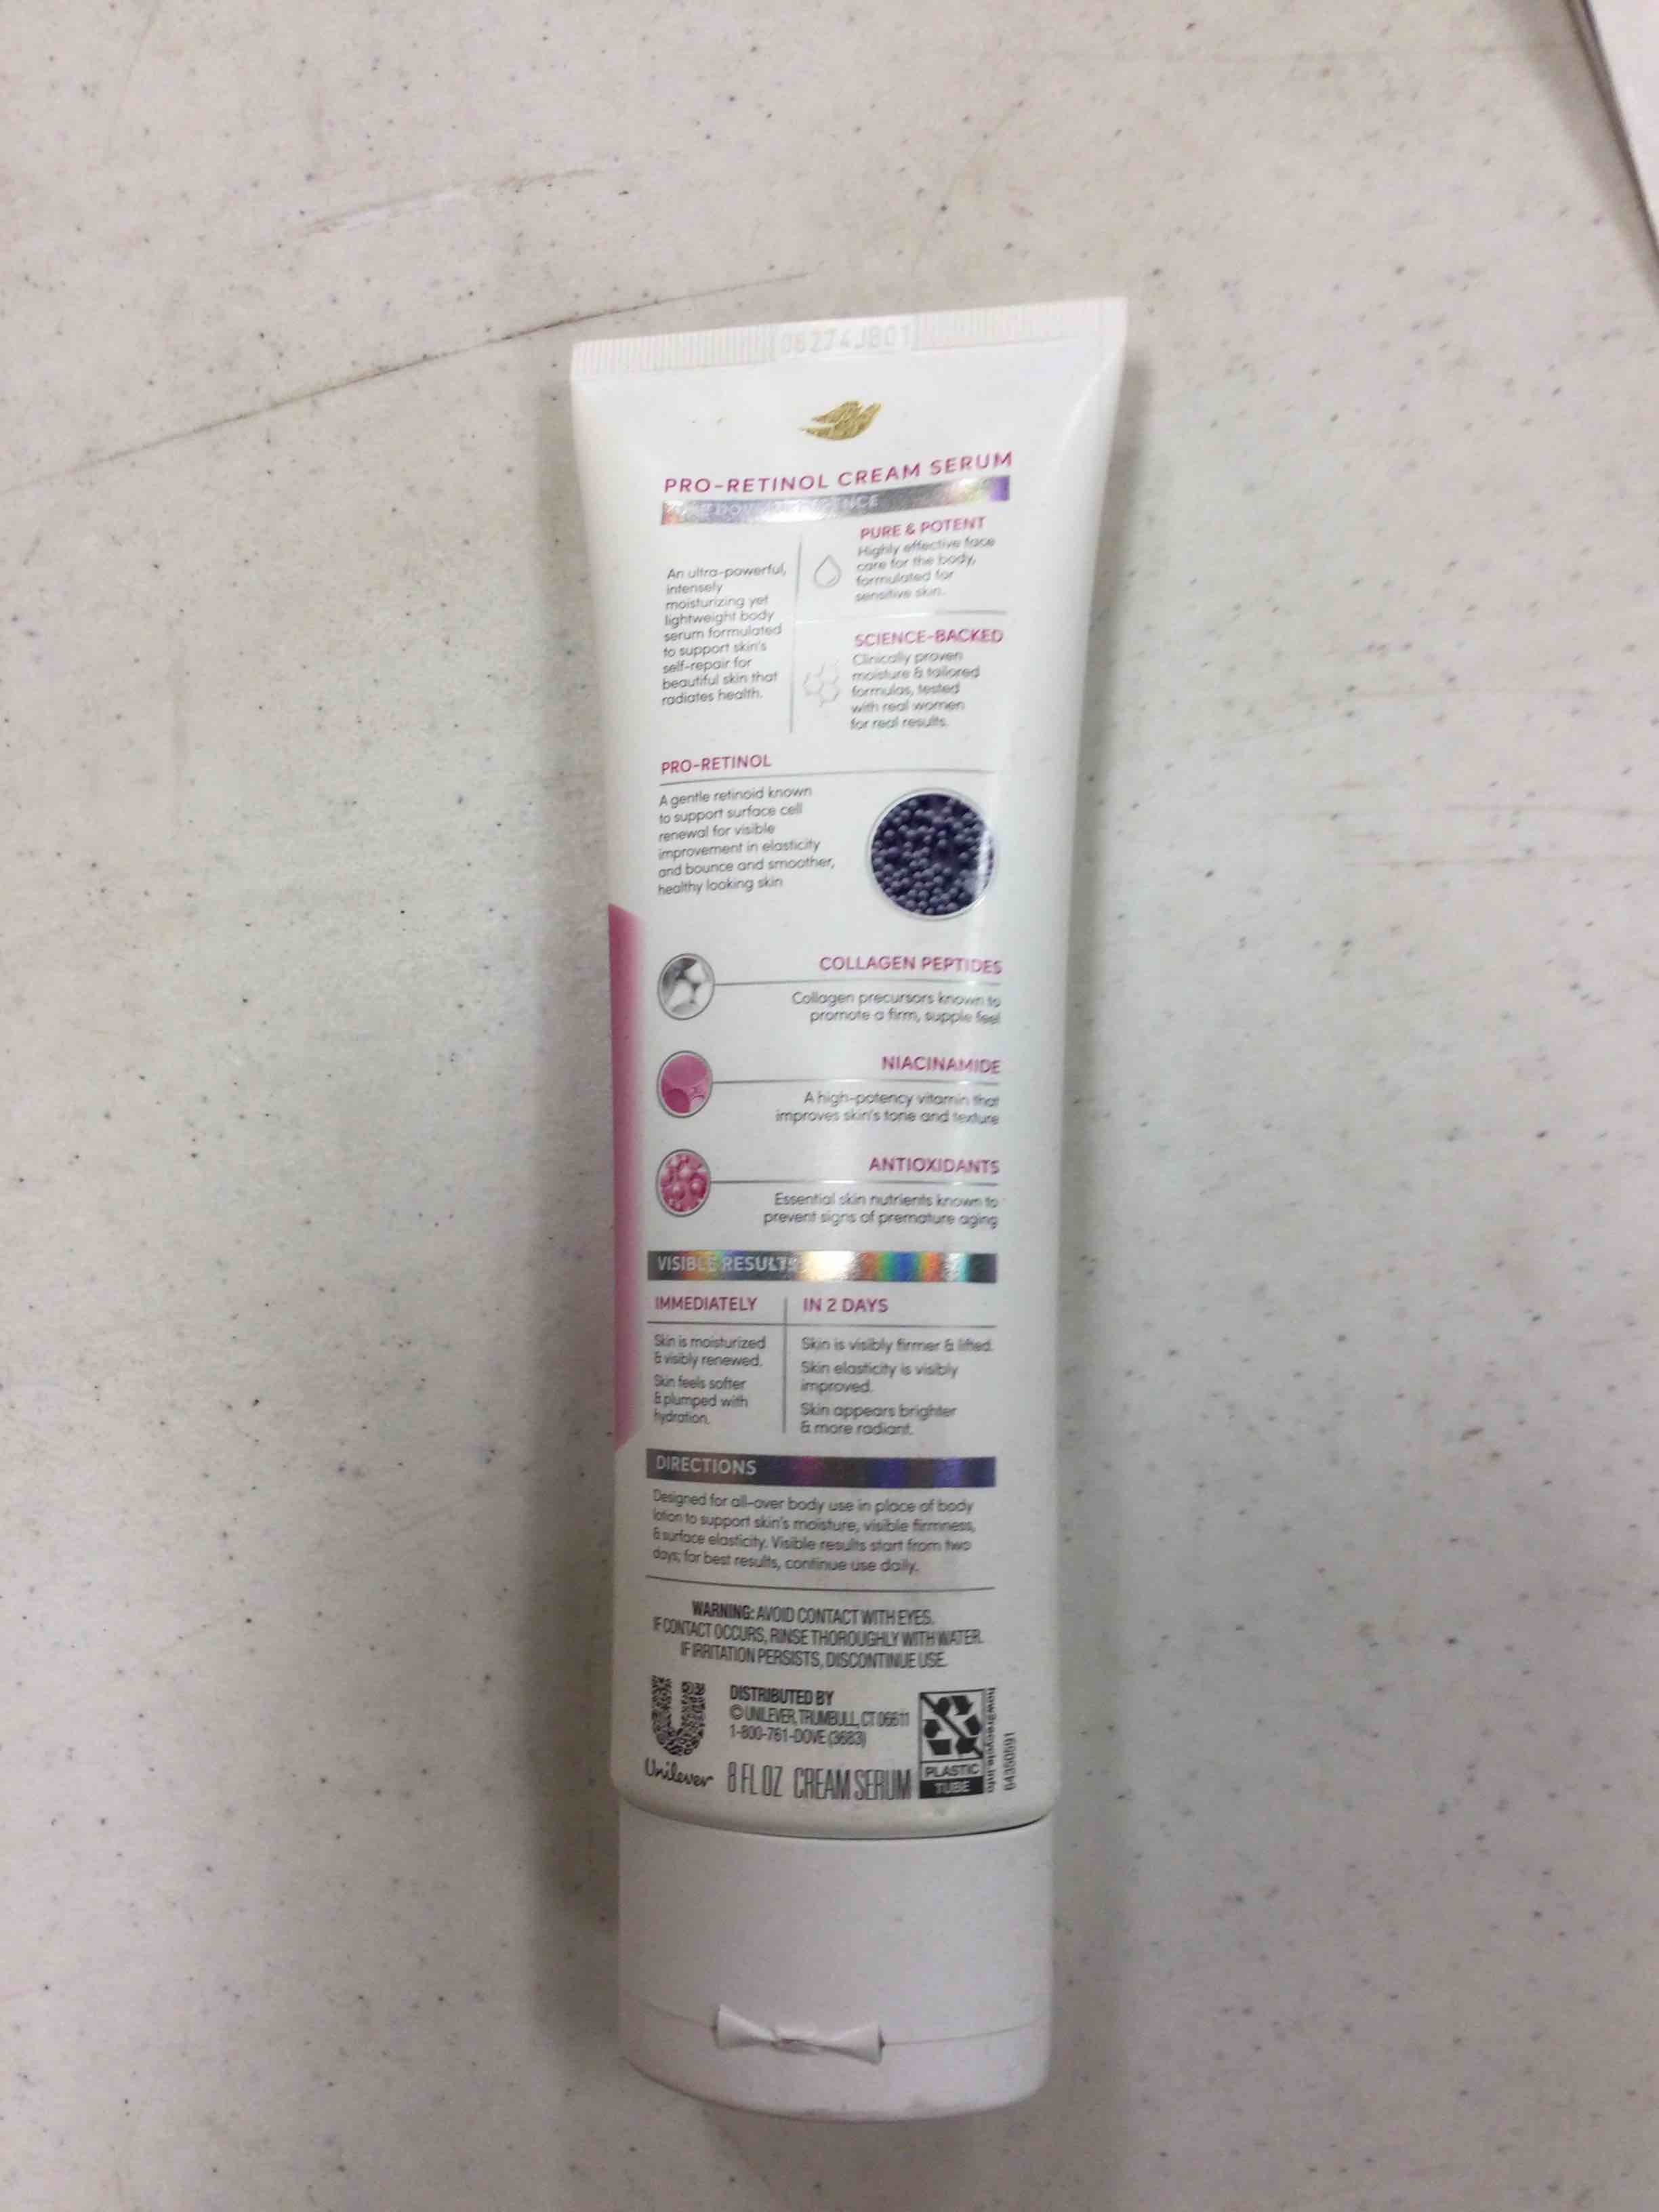 PRO-RETINOL CREAM SERUM
An ultra-powerful,
intensely
moisturizing yet
lightweight body
serum formulated
to support skin's
self-repair for
beautiful skin that
radiates health.
PURE & POTENT
Highly effective face
care for the body,
formulated for
sensitive skin.
SCIENCE-BACKED
Clinically proven
moisture & tailored
formulas, tested
with real women
for real results.
PRO-RETINOL
A gentle retinoid known
to support surface cell
renewal for visible
improvement in elasticity
and bounce and smoother,
healthy looking skin
COLLAGEN PEPTIDES
Collagen precursors known to
promote a firm, supple feel
NIACINAMIDE
A high-potency vitamin that
improves skin's tone and texture
ANTIOXIDANTS
Essential skin nutrients known to
prevent signs of premature aging
VISIBLE RESULTS
IMMEDIATELY
Skin is moisturized
& visibly renewed.
Skin feels softer
& plumped with
hydration.
IN 2 DAYS
Skin is visibly firmer & lifted.
Skin elasticity is visibly
improved.
Skin appears brighter
& more radiant.
DIRECTIONS
Designed for all-over body use in place of body
lotion to support skin's moisture, visible firmness,
& surface elasticity. Visible results start from two
days; for best results, continue use daily.
WARNING: AVOID CONTACT WITH EYES.
IF CONTACT OCCURS, RINSE THOROUGHLY WITH WATER.
IF IRRITATION PERSISTS, DISCONTINUE USE.
Unilever
DISTRIBUTED BY
© UNILEVER, TRUMBULL, CT 06611
1-800-761-DOVE (3683)
8 FL OZ CREAM SERUM
PLASTIC
TUBE
how2recycle.info